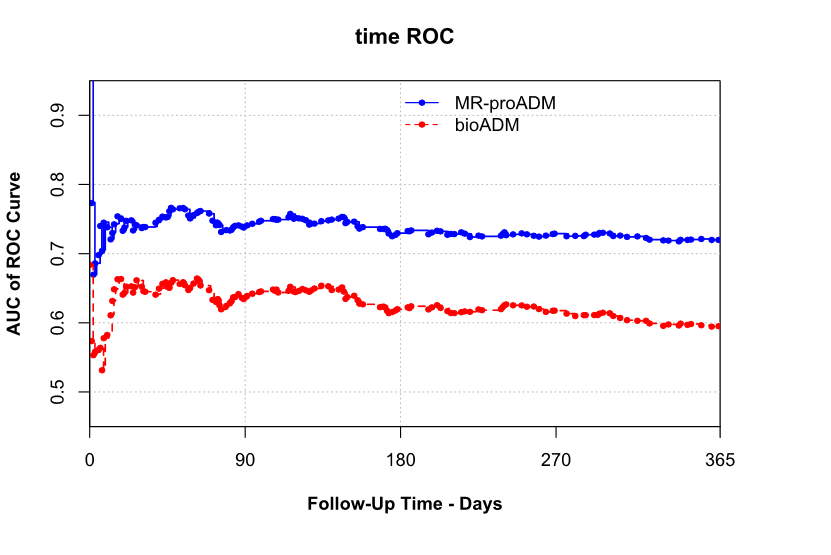 time ROC
MR-proADM
bioADM
AUC of ROC Curve
0.9
0.8
0.7
0.6
0.5
0 90 180 270 365
Follow-Up Time - Days